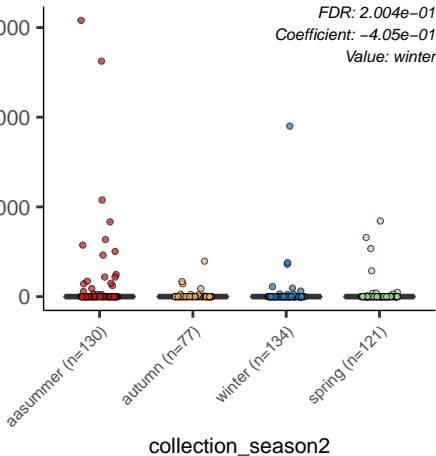 FDR: 2.004e−01
Coefficient: −4.05e−01
Value: winter
000
000
000
0
aasummer (n=130)
autumn (n=77)
winter (n=134)
spring (n=121)
collection_season2